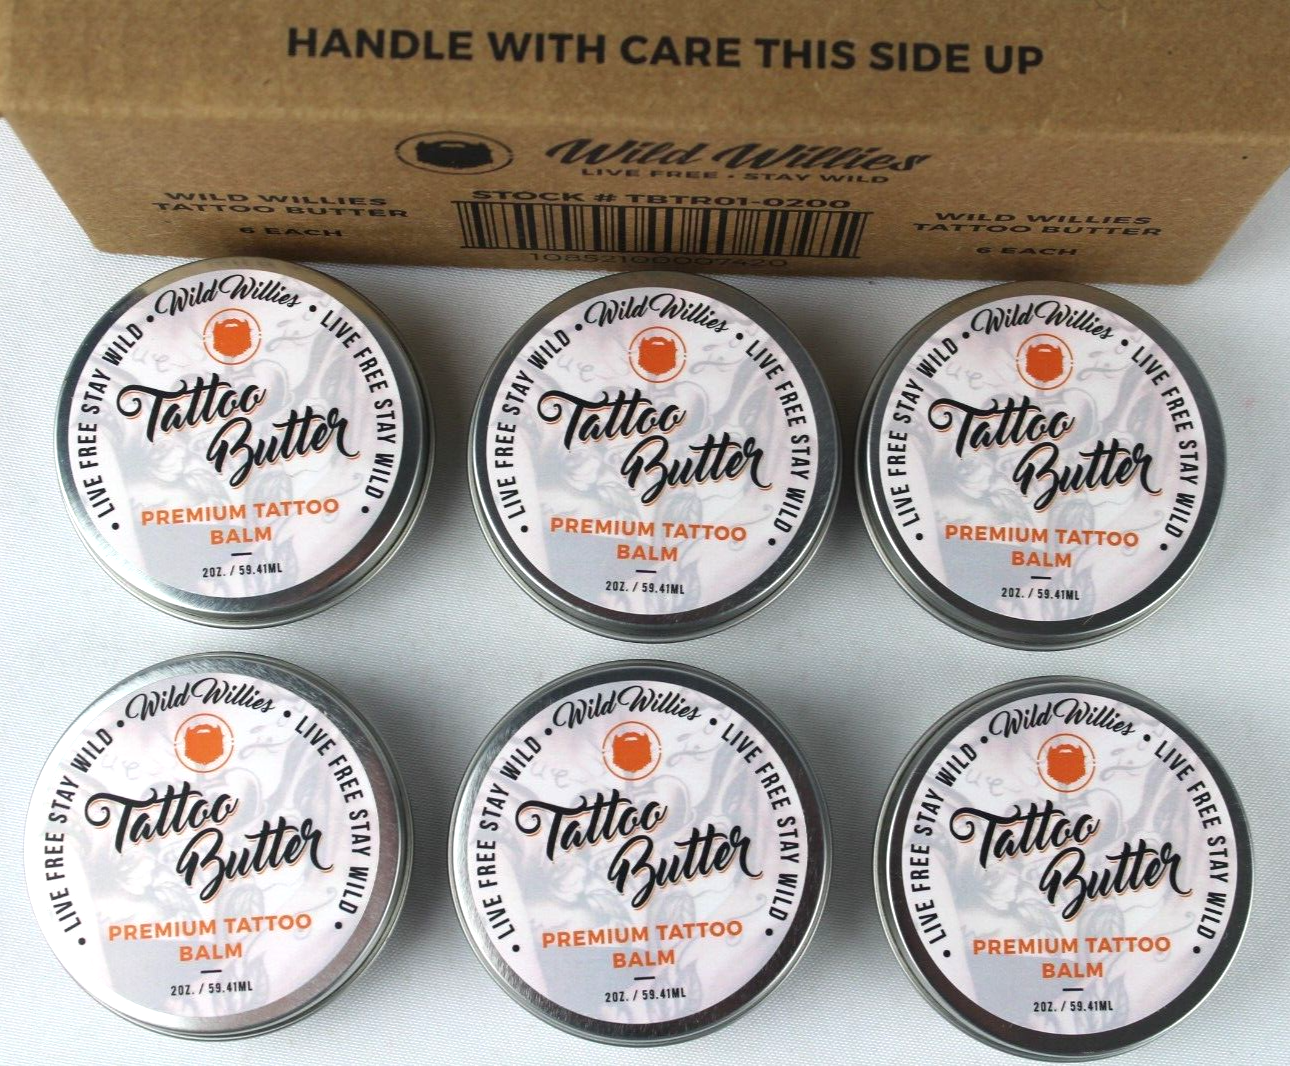 HANDLE WITH CARE THIS SIDE UP
Wild Willies
LIVE FREE • STAY WILD
WILD WILLIES
TATTOO BUTTER
6 EACH
STOCK # TBTR01-0200
10852100007420
WILD WILLIES
TATTOO BUTTER
6 EACH
• Wild Willies •
LIVE FREE STAY WILD
LIVE FREE STAY WILD
Tattoo
Butter
PREMIUM TATTOO
BALM
2OZ. / 59.41ML
• Wild Willies •
LIVE FREE STAY WILD
LIVE FREE STAY WILD
Tattoo
Butter
PREMIUM TATTOO
BALM
2OZ. / 59.41ML
• Wild Willies •
LIVE FREE STAY WILD
LIVE FREE STAY WILD
Tattoo
Butter
PREMIUM TATTOO
BALM
2OZ. / 59.41ML
• Wild Willies •
LIVE FREE STAY WILD
LIVE FREE STAY WILD
Tattoo
Butter
PREMIUM TATTOO
BALM
2OZ. / 59.41ML
• Wild Willies •
LIVE FREE STAY WILD
LIVE FREE STAY WILD
Tattoo
Butter
PREMIUM TATTOO
BALM
2OZ. / 59.41ML
• Wild Willies •
LIVE FREE STAY WILD
LIVE FREE STAY WILD
Tattoo
Butter
PREMIUM TATTOO
BALM
2OZ. / 59.41ML